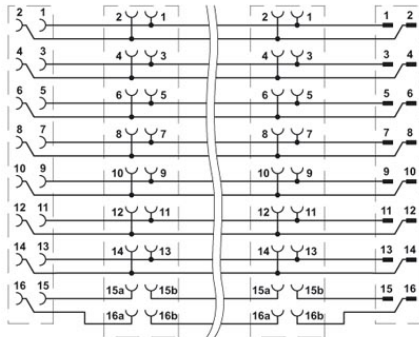 2 1 2 1 2 1 1 2
4 3 4 3 4 3 3 4
6 5 6 5 6 5 5 6
8 7 8 7 8 7 7 8
10 9 10 9 10 9 9 10
12 11 12 11 12 11 11 12
14 13 14 13 14 13 13 14
16 15 15a 15b 15a 15b 15 16
16a 16b 16a 16b